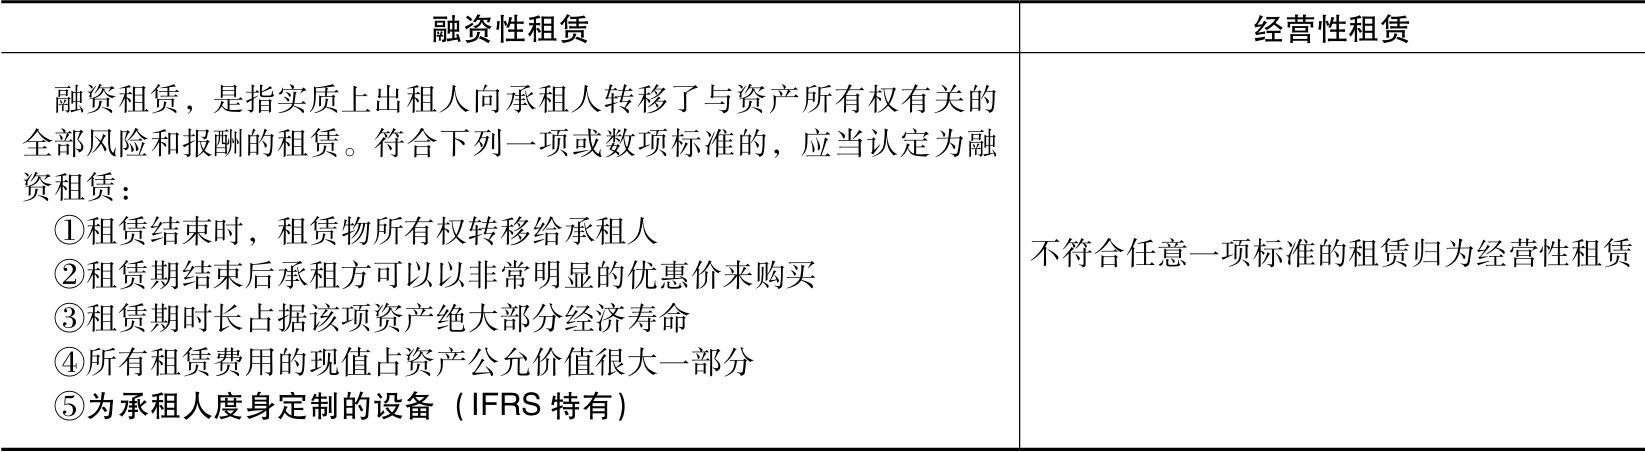 融资性租赁
经营性租赁
融资租赁，是指实质上出租人向承租人转移了与资产所有权有关的
全部风险和报酬的租赁。符合下列一项或数项标准的，应当认定为融
资租赁：
①租赁结束时，租赁物所有权转移给承租人
②租赁期结束后承租方可以以非常明显的优惠价来购买
③租赁期时长占据该项资产绝大部分经济寿命
④所有租赁费用的现值占资产公允价值很大一部分
⑤为承租人度身定制的设备（IFRS 特有）
不符合任意一项标准的租赁归为经营性租赁